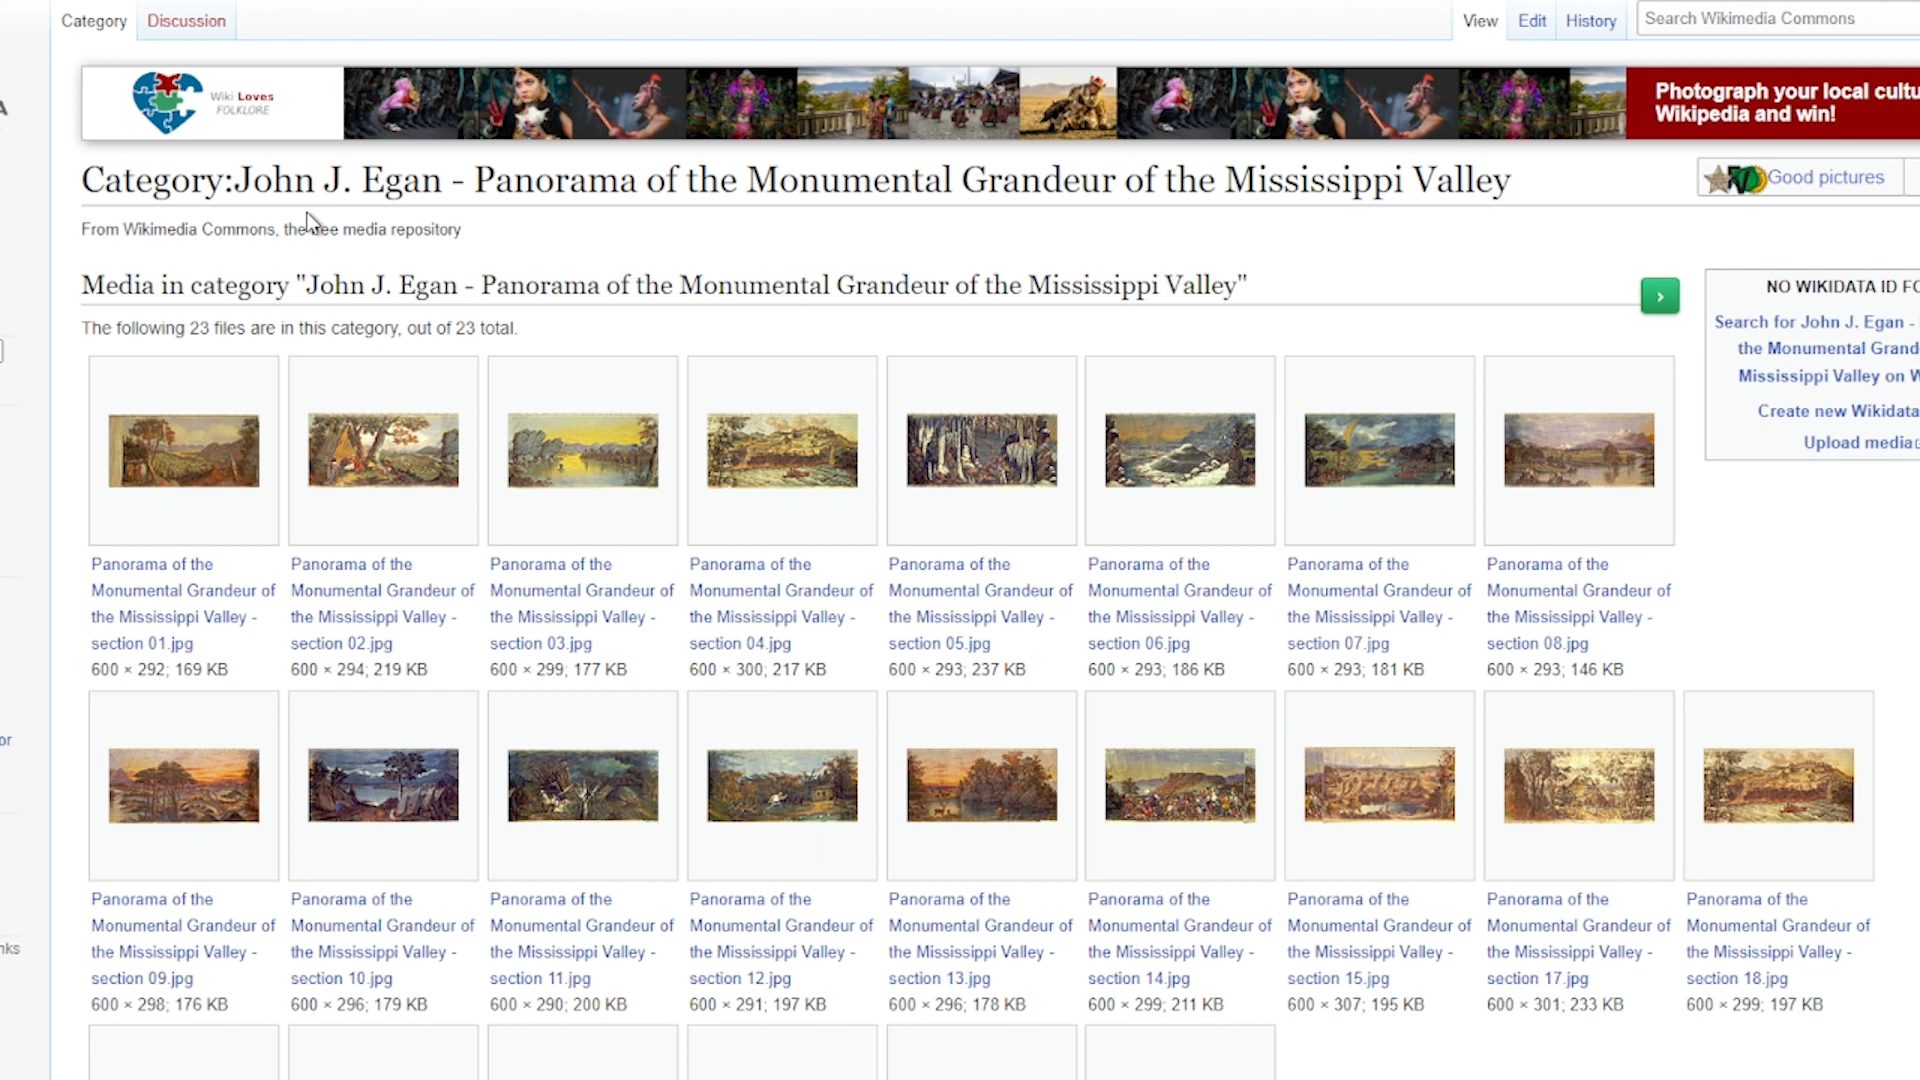 Category
Discussion
View
Edit
History
Search Wikimedia Commons
Wiki Loves
FOLKLORE
Photograph your local cultu
Wikipedia and win!
Category:John J. Egan - Panorama of the Monumental Grandeur of the Mississippi Valley
Good pictures
From Wikimedia Commons, the free media repository
Media in category "John J. Egan - Panorama of the Monumental Grandeur of the Mississippi Valley"
NO WIKIDATA ID FO
Search for John J. Egan -
the Monumental Grand
Mississippi Valley on W
Create new Wikidata
Upload media
The following 23 files are in this category, out of 23 total.
Panorama of the
Monumental Grandeur of
the Mississippi Valley -
section 01.jpg
600 × 292; 169 KB
Panorama of the
Monumental Grandeur of
the Mississippi Valley -
section 02.jpg
600 × 294; 219 KB
Panorama of the
Monumental Grandeur of
the Mississippi Valley -
section 03.jpg
600 × 299; 177 KB
Panorama of the
Monumental Grandeur of
the Mississippi Valley -
section 04.jpg
600 × 300; 217 KB
Panorama of the
Monumental Grandeur of
the Mississippi Valley -
section 05.jpg
600 × 293; 237 KB
Panorama of the
Monumental Grandeur of
the Mississippi Valley -
section 06.jpg
600 × 293; 186 KB
Panorama of the
Monumental Grandeur of
the Mississippi Valley -
section 07.jpg
600 × 293; 181 KB
Panorama of the
Monumental Grandeur of
the Mississippi Valley -
section 08.jpg
600 × 293; 146 KB
Panorama of the
Monumental Grandeur of
the Mississippi Valley -
section 09.jpg
600 × 298; 176 KB
Panorama of the
Monumental Grandeur of
the Mississippi Valley -
section 10.jpg
600 × 296; 179 KB
Panorama of the
Monumental Grandeur of
the Mississippi Valley -
section 11.jpg
600 × 290; 200 KB
Panorama of the
Monumental Grandeur of
the Mississippi Valley -
section 12.jpg
600 × 291; 197 KB
Panorama of the
Monumental Grandeur of
the Mississippi Valley -
section 13.jpg
600 × 296; 178 KB
Panorama of the
Monumental Grandeur of
the Mississippi Valley -
section 14.jpg
600 × 299; 211 KB
Panorama of the
Monumental Grandeur of
the Mississippi Valley -
section 15.jpg
600 × 307; 195 KB
Panorama of the
Monumental Grandeur of
the Mississippi Valley -
section 17.jpg
600 × 301; 233 KB
Panorama of the
Monumental Grandeur of
the Mississippi Valley -
section 18.jpg
600 × 299; 197 KB
A
or
nks